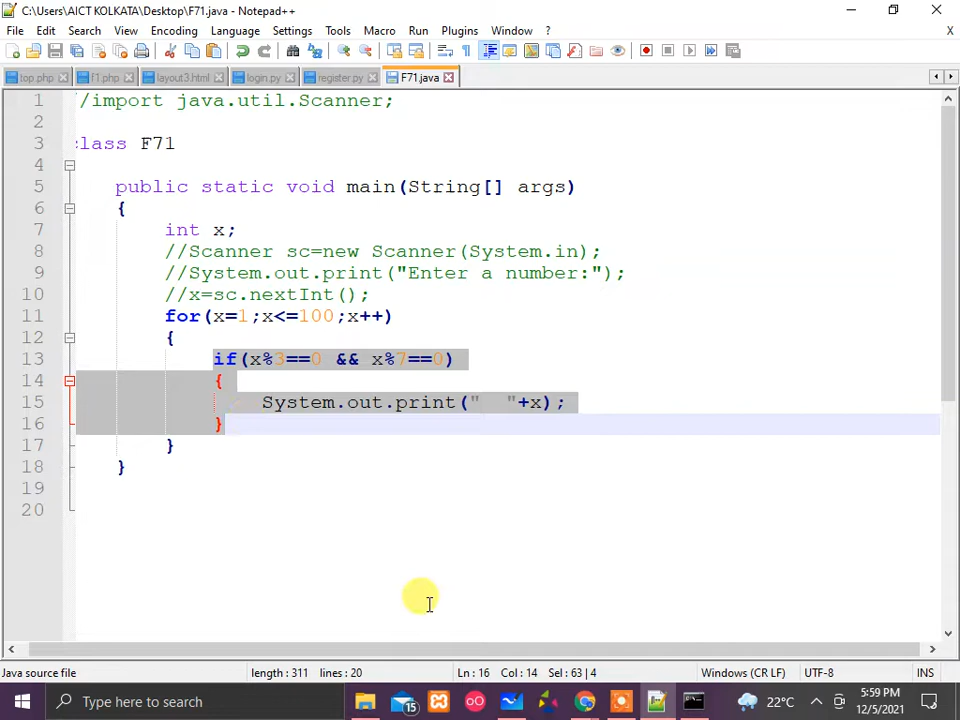 C:\Users\AICT KOLKATA\Desktop\F71.java - Notepad++
File Edit Search View Encoding Language Settings Tools Macro Run Plugins Window ? X
top.php f1.php layout3.html login.py register.py F71.java
1 //import java.util.Scanner;
2
3 class F71
4
5 public static void main(String[] args)
6 {
7 int x;
8 //Scanner sc=new Scanner(System.in);
9 //System.out.print("Enter a number:");
10 //x=sc.nextInt();
11 for(x=1;x<=100;x++)
12 {
13 if(x%3==0 && x%7==0)
14 {
15 System.out.print("  "+x);
16 }
17 }
18 }
19
20
Java source file length : 311 lines : 20 Ln : 16 Col : 14 Sel : 63 | 4 Windows (CR LF) UTF-8 INS
Type here to search 15 22°C 5:59 PM
12/5/2021